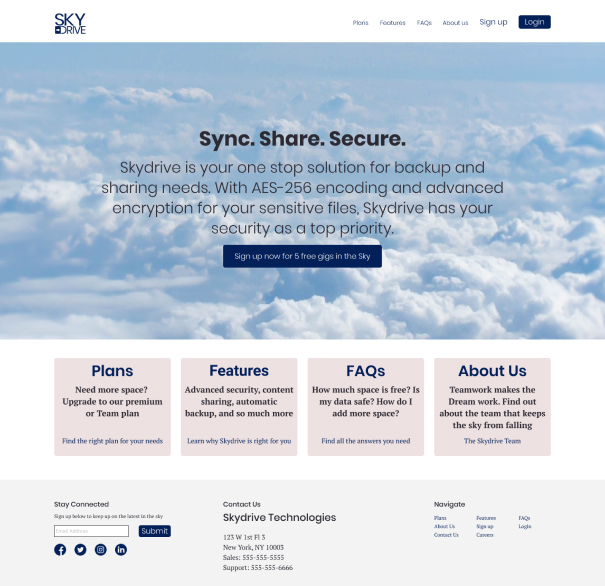 SKY
DRIVE
Plans Features FAQs About us Sign up Login
Sync. Share. Secure.
Skydrive is your one stop solution for backup and
sharing needs. With AES-256 encoding and advanced
encryption for your sensitive files, Skydrive has your
security as a top priority.
Sign up now for 5 free gigs in the Sky
Plans
Need more space?
Upgrade to our premium
or Team plan
Find the right plan for your needs
Features
Advanced security, content
sharing, automatic
backup, and so much more
Learn why Skydrive is right for you
FAQs
How much space is free? Is
my data safe? How do I
add more space?
Find all the answers you need
About Us
Teamwork makes the
Dream work. Find out
about the team that keeps
the sky from falling
The Skydrive Team
Stay Connected
Sign up below to keep up on the latest in the sky
Email Address
Submit
Contact Us
Skydrive Technologies
123 W 1st Fl 3
New York, NY 10003
Sales: 555-555-5555
Support: 555-555-6666
Navigate
Plans Features FAQs
About Us Sign up Login
Contact Us Careers